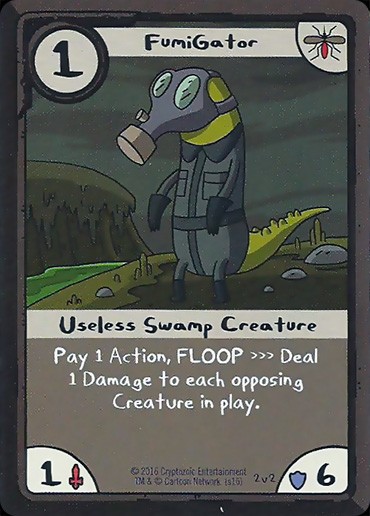 1
FumiGator
Useless Swamp Creature
Pay 1 Action, FLOOP >>> Deal
1 Damage to each opposing
Creature in play.
1
© 2016 Cryptozoic Entertainment
TM & © Cartoon Network (s16)
2v2
6